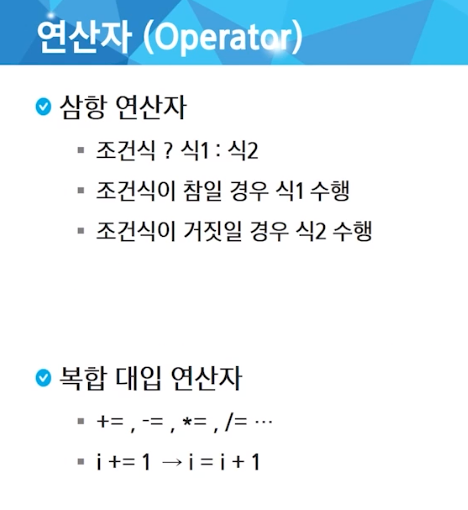 연산자 (Operator)
삼항 연산자
조건식 ? 식1 : 식2
조건식이 참일 경우 식1 수행
조건식이 거짓일 경우 식2 수행
복합 대입 연산자
+= , -= , *= , /= …
i += 1 → i = i + 1